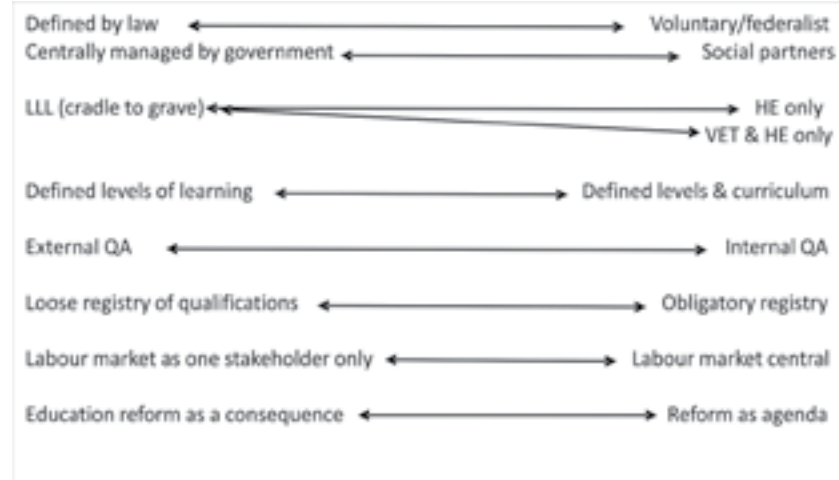 Defined by law Voluntary/federalist
Centrally managed by government Social partners
LLL (cradle to grave) HE only
VET & HE only
Defined levels of learning Defined levels & curriculum
External QA Internal QA
Loose registry of qualifications Obligatory registry
Labour market as one stakeholder only Labour market central
Education reform as a consequence Reform as agenda